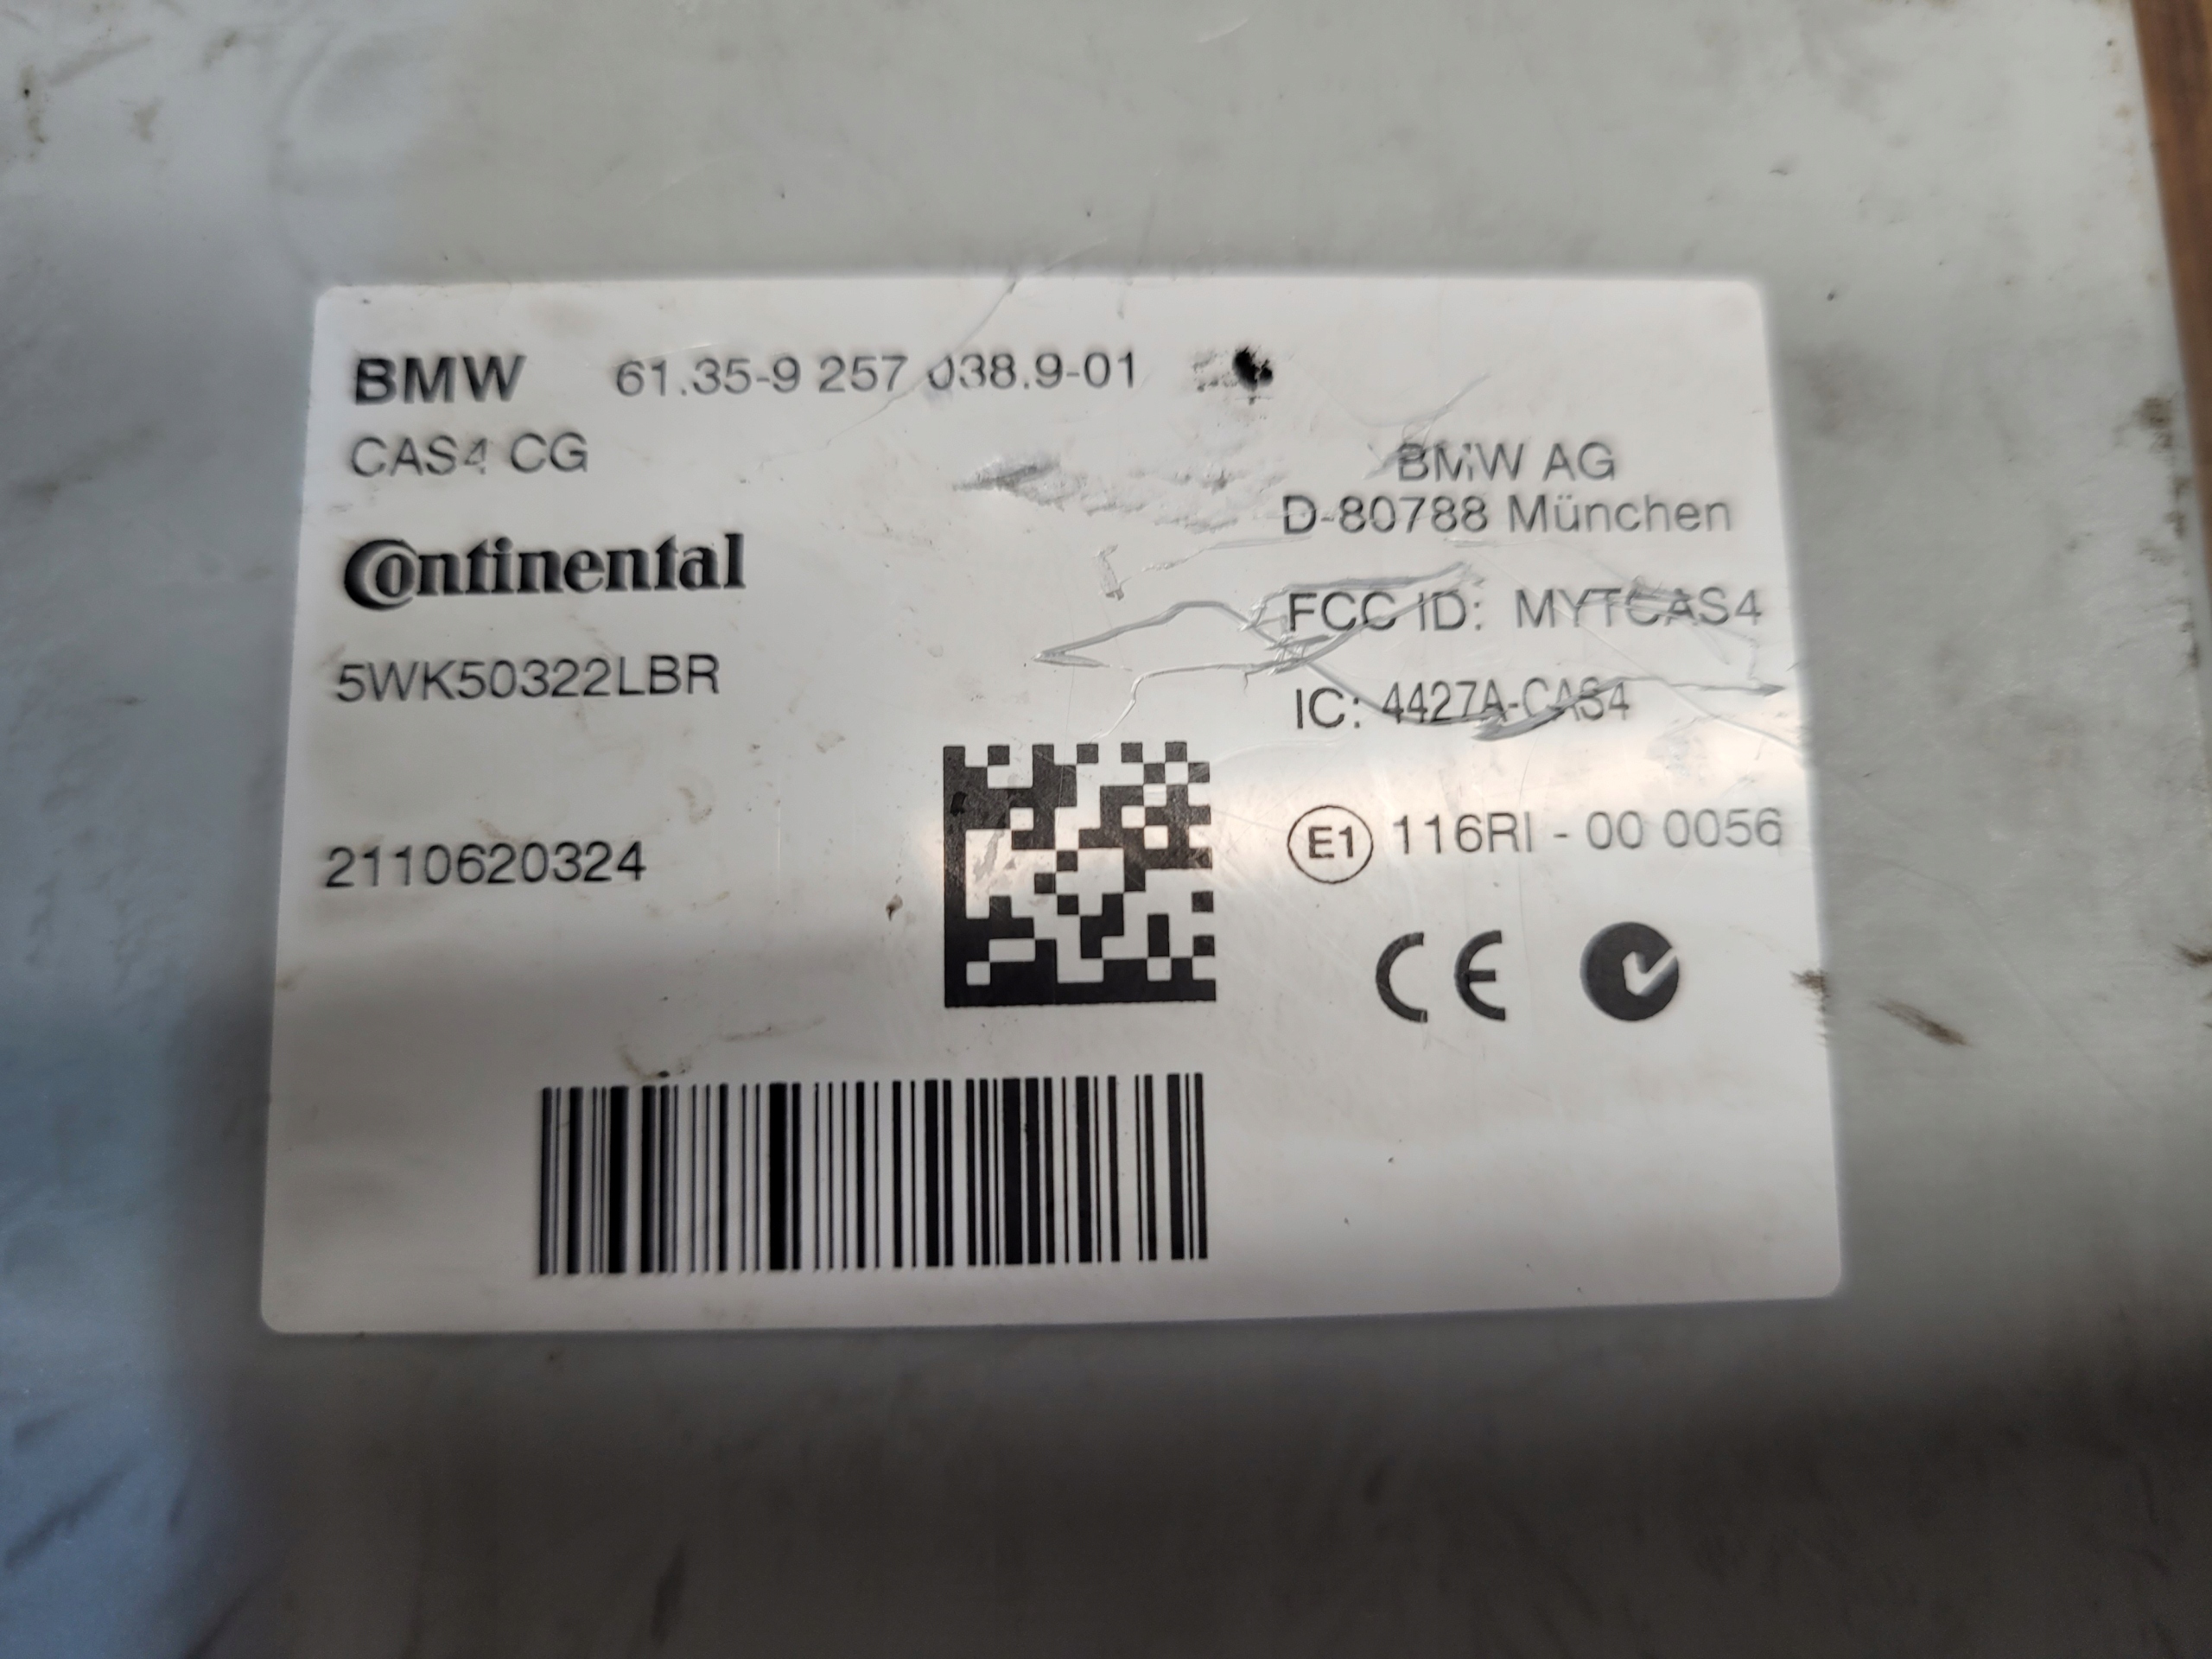 BMW 61.35-9 257 038.9-01
CAS4 CG
Continental
5WK50322LBR
2110620324
BMW AG
D-80788 München
FCC ID: MYTCAS4
IC: 4427A-CAS4
E1 116RI - 00 0056
CE